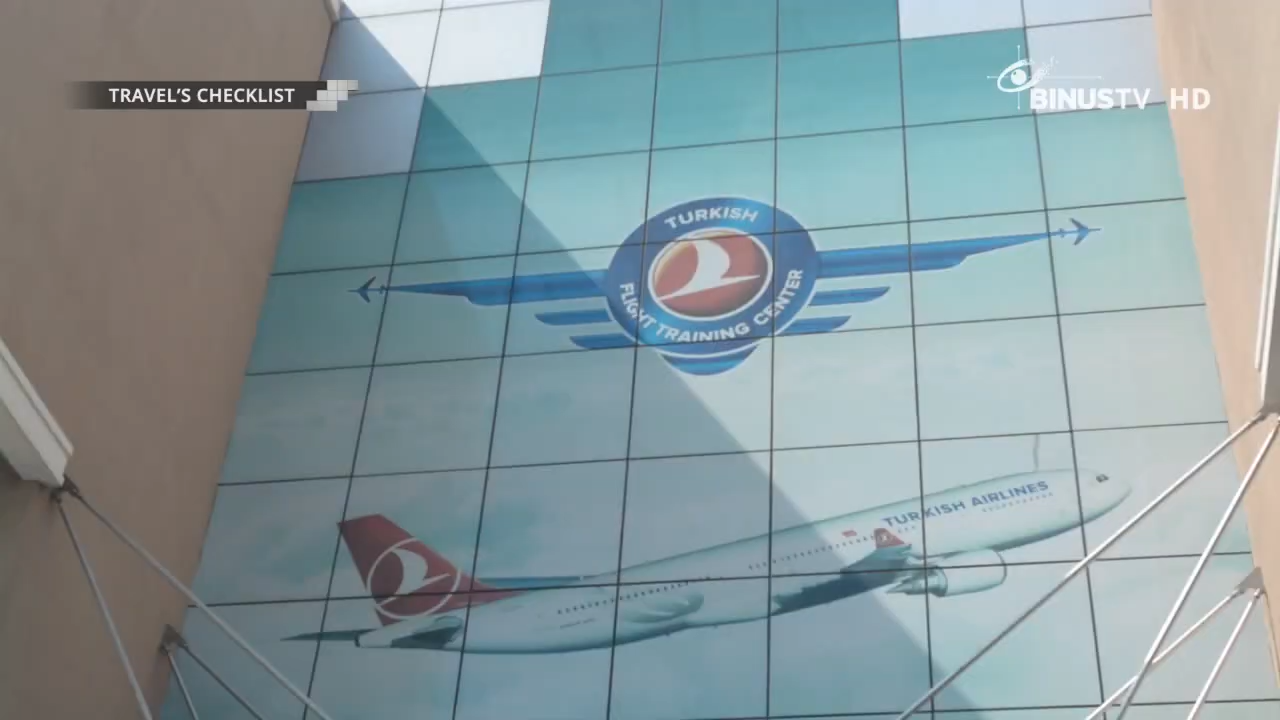 TRAVEL'S CHECKLIST
BINUSTV HD
TURKISH
FLIGHT TRAINING CENTER
TURKISH AIRLINES